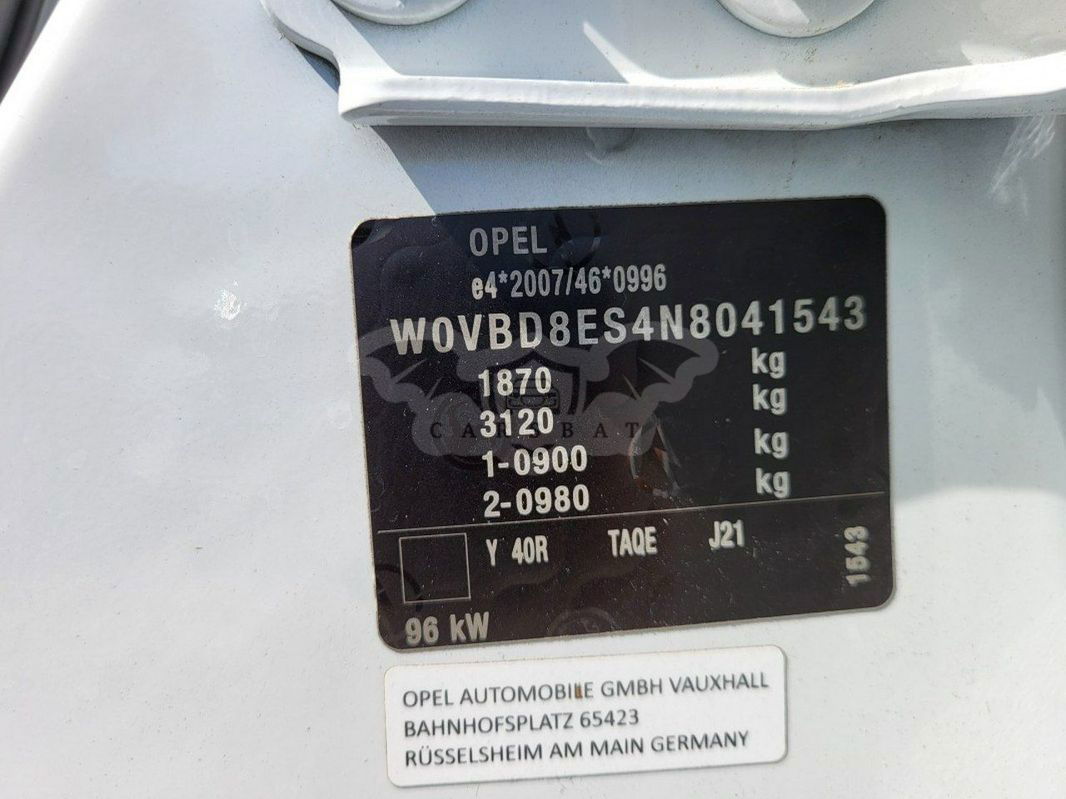 OPEL
e4*2007/46*0996
W0VBD8ES4N8041543
1870 kg
3120 kg
1-0900 kg
2-0980 kg
CARSBAT
Y 40R TAQE J21
1543
96 kW
OPEL AUTOMOBILE GMBH VAUXHALL
BAHNHOFSPLATZ 65423
RÜSSELSHEIM AM MAIN GERMANY